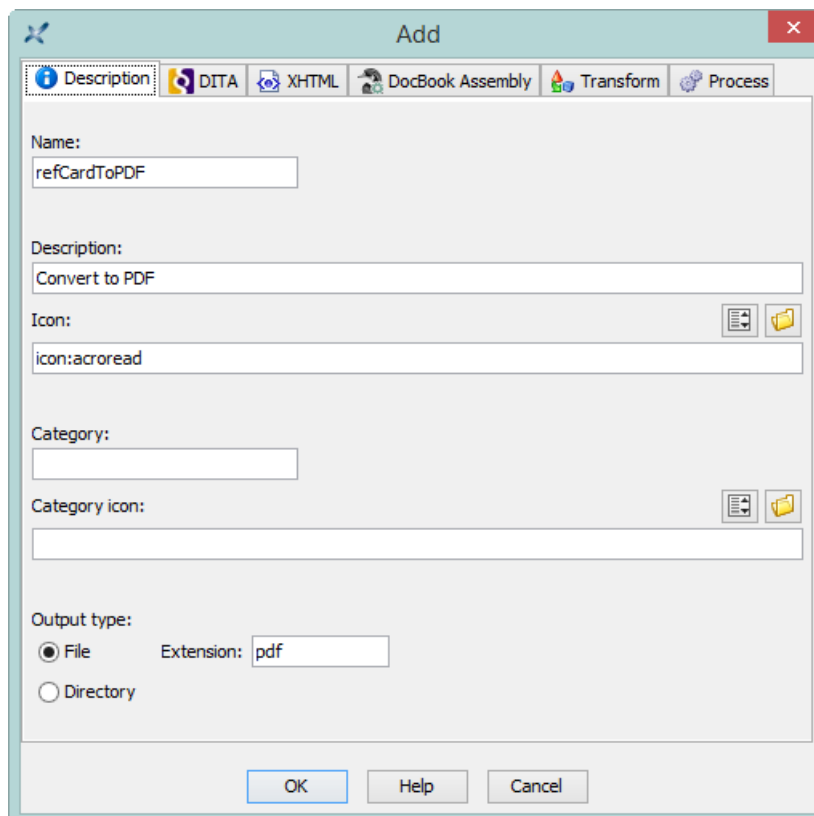 Add
Description DITA XHTML DocBook Assembly Transform Process
Name:
refCardToPDF
Description:
Convert to PDF
Icon:
icon:acroread
Category:
Category icon:
Output type:
File Extension: pdf
Directory
OK Help Cancel